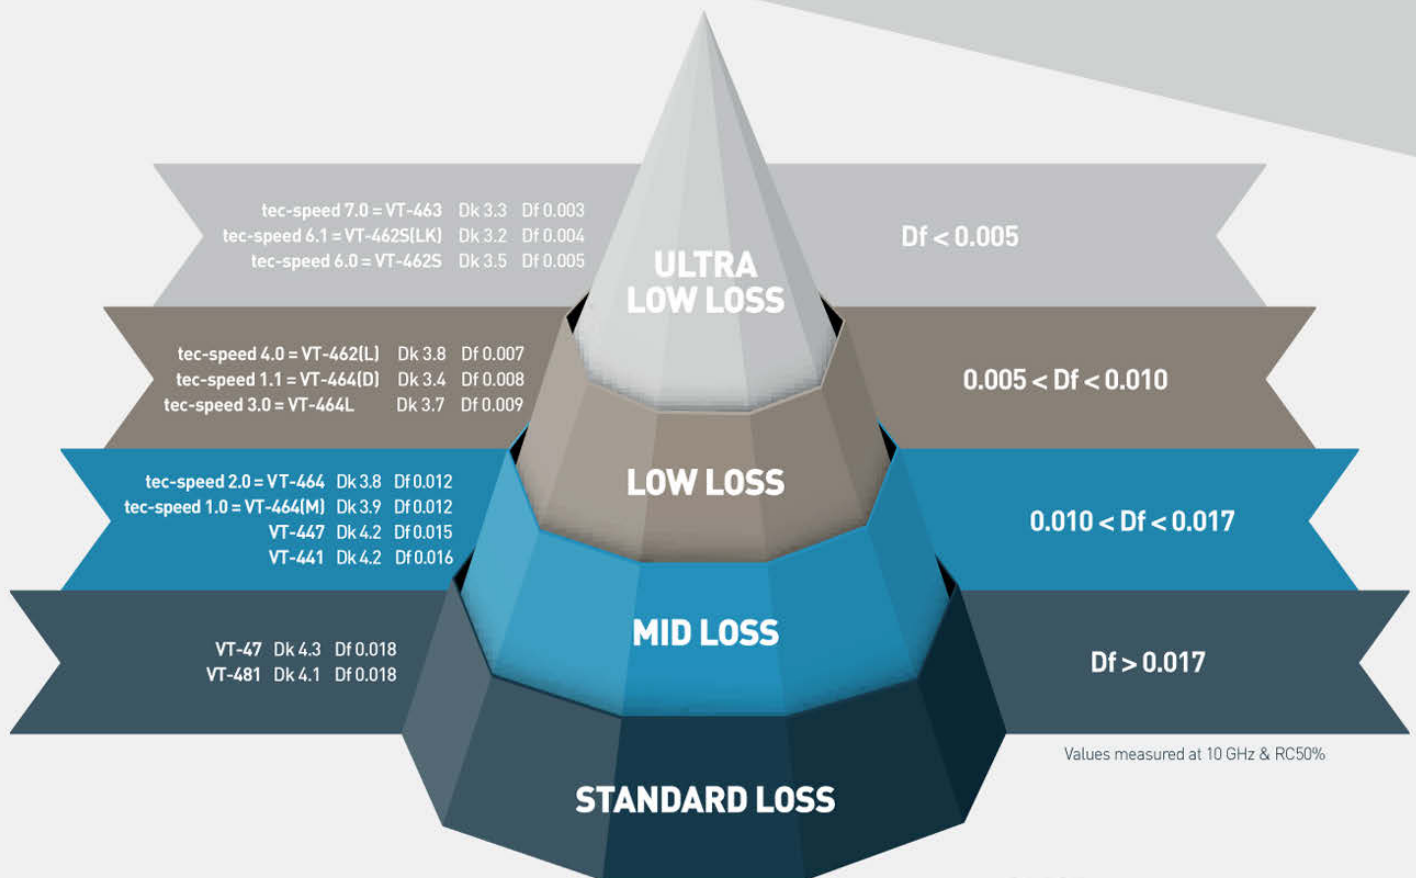 tec-speed 7.0 = VT-463 Dk 3.3 Df 0.003
tec-speed 6.1 = VT-462S(LK) Dk 3.2 Df 0.004
tec-speed 6.0 = VT-462S Dk 3.5 Df 0.005
ULTRA
LOW LOSS
Df < 0.005
tec-speed 4.0 = VT-462(L) Dk 3.8 Df 0.007
tec-speed 1.1 = VT-464(D) Dk 3.4 Df 0.008
tec-speed 3.0 = VT-464L Dk 3.7 Df 0.009
LOW LOSS
0.005 < Df < 0.010
tec-speed 2.0 = VT-464 Dk 3.8 Df 0.012
tec-speed 1.0 = VT-464(M) Dk 3.9 Df 0.012
VT-447 Dk 4.2 Df 0.015
VT-441 Dk 4.2 Df 0.016
MID LOSS
0.010 < Df < 0.017
VT-47 Dk 4.3 Df 0.018
VT-481 Dk 4.1 Df 0.018
STANDARD LOSS
Df > 0.017
Values measured at 10 GHz & RC50%